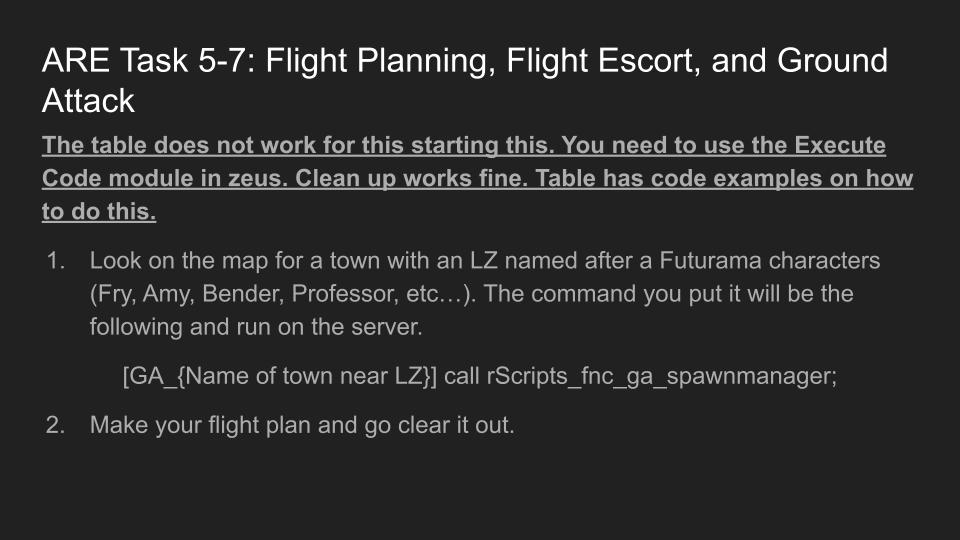 ARE Task 5-7: Flight Planning, Flight Escort, and Ground
Attack
The table does not work for this starting this. You need to use the Execute
Code module in zeus. Clean up works fine. Table has code examples on how
to do this.
1. Look on the map for a town with an LZ named after a Futurama characters
(Fry, Amy, Bender, Professor, etc…). The command you put it will be the
following and run on the server.
[GA_{Name of town near LZ}] call rScripts_fnc_ga_spawnmanager;
2. Make your flight plan and go clear it out.